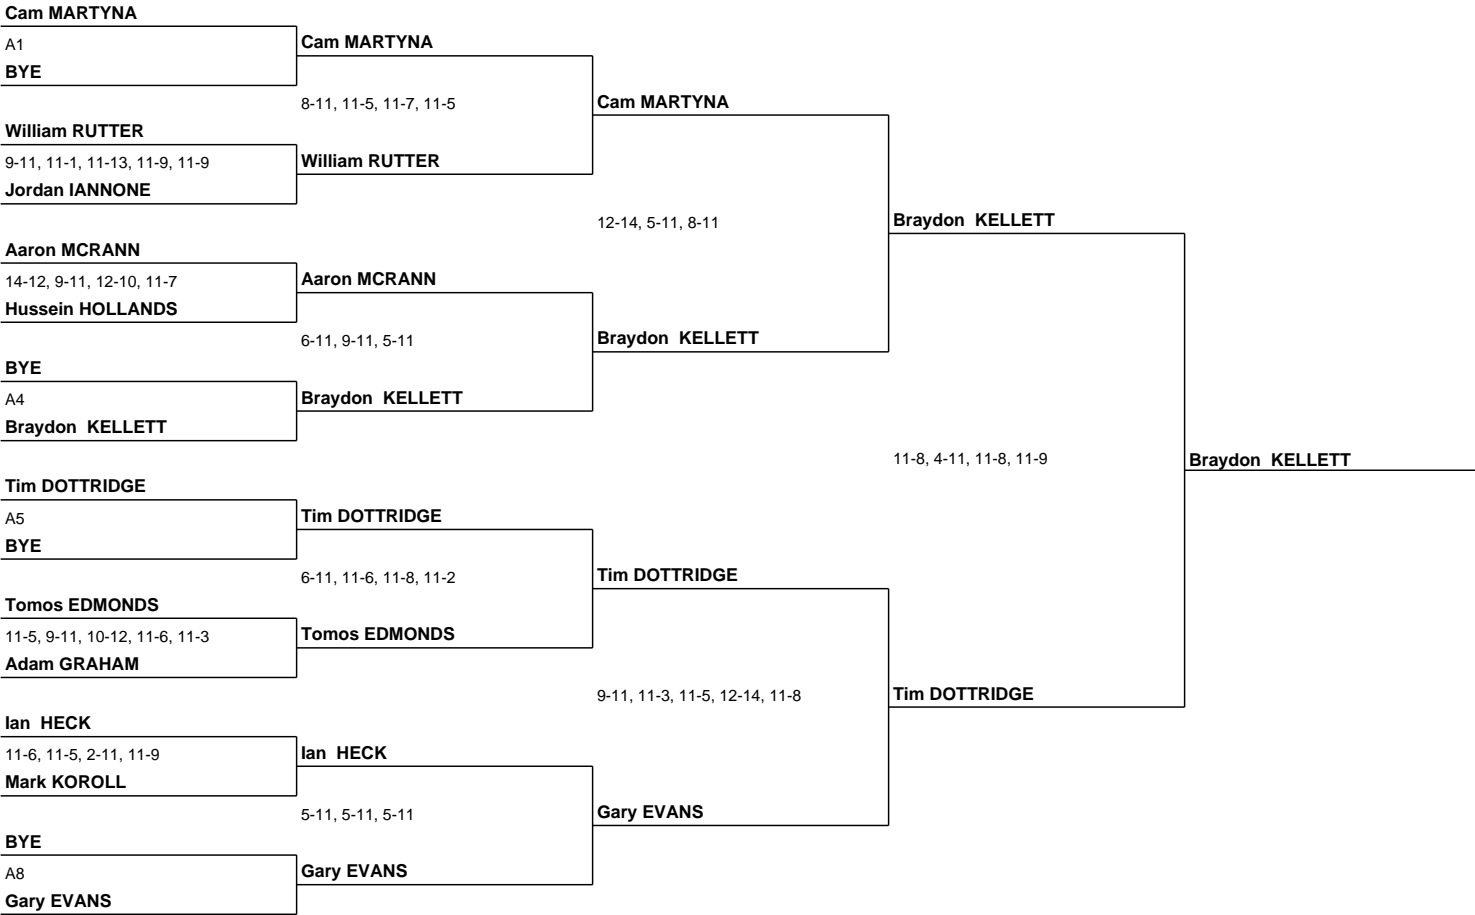 Cam MARTYNA
A1
BYE
William RUTTER
9-11, 11-1, 11-13, 11-9, 11-9
Jordan IANNONE
Aaron MCRANN
14-12, 9-11, 12-10, 11-7
Hussein HOLLANDS
BYE
A4
Braydon  KELLETT
Tim DOTTRIDGE
A5
BYE
Tomos EDMONDS
11-5, 9-11, 10-12, 11-6, 11-3
Adam GRAHAM
Ian  HECK
11-6, 11-5, 2-11, 11-9
Mark KOROLL
BYE
A8
Gary EVANS
Cam MARTYNA
8-11, 11-5, 11-7, 11-5
William RUTTER
Aaron MCRANN
6-11, 9-11, 5-11
Braydon  KELLETT
Tim DOTTRIDGE
6-11, 11-6, 11-8, 11-2
Tomos EDMONDS
Ian  HECK
5-11, 5-11, 5-11
Gary EVANS
Cam MARTYNA
12-14, 5-11, 8-11
Braydon  KELLETT
Tim DOTTRIDGE
9-11, 11-3, 11-5, 12-14, 11-8
Gary EVANS
Braydon  KELLETT
11-8, 4-11, 11-8, 11-9
Tim DOTTRIDGE
Braydon  KELLETT